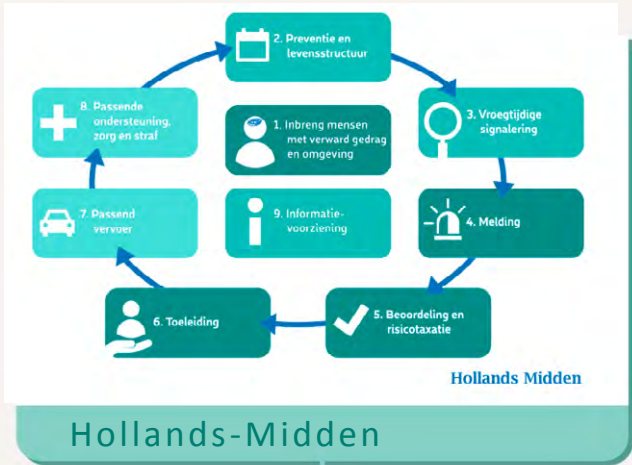 2. Preventie en
levensstructuur
8. Passende
ondersteuning,
zorg en straf
1. Inbreng mensen
met verward gedrag
en omgeving
3. Vroegtijdige
signalering
7. Passend
vervoer
9. Informatie-
voorziening
4. Melding
6. Toeleiding
5. Beoordeling en
risicotaxatie
Hollands Midden
Hollands-Midden